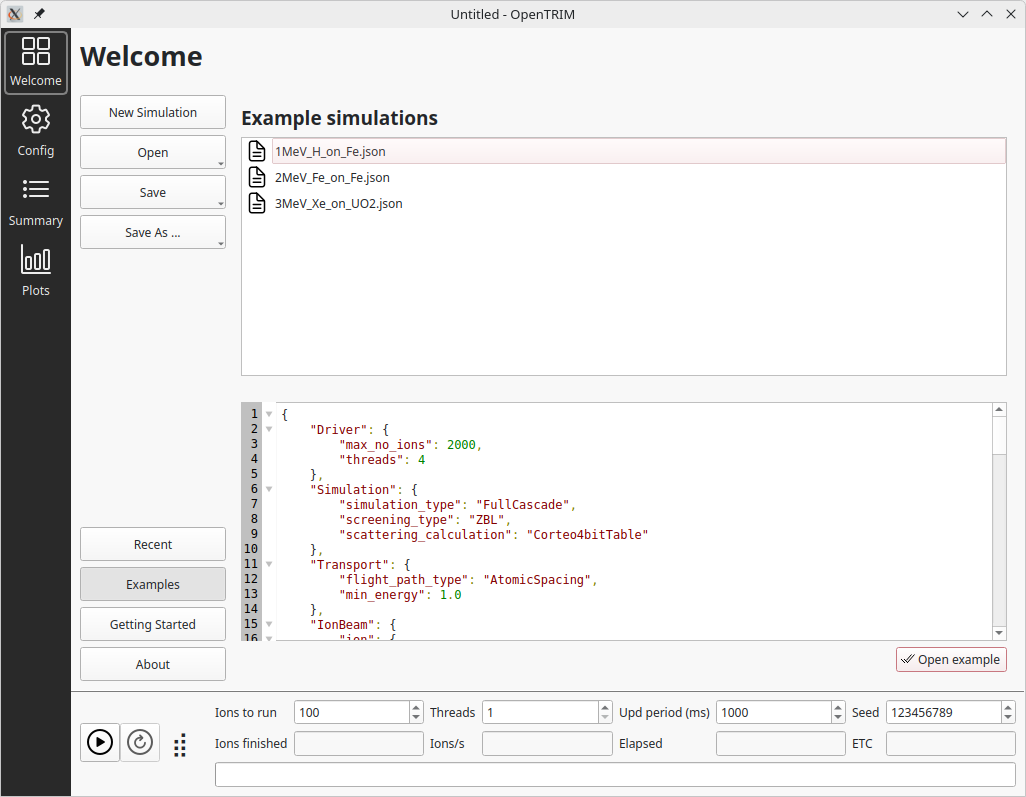 Untitled - OpenTRIM
Welcome
Config
Summary
Plots
Welcome
New Simulation
Open
Save
Save As ...
Example simulations
1MeV_H_on_Fe.json
2MeV_Fe_on_Fe.json
3MeV_Xe_on_UO2.json
1 {
2 "Driver": {
3 "max_no_ions": 2000,
4 "threads": 4
5 },
6 "Simulation": {
7 "simulation_type": "FullCascade",
8 "screening_type": "ZBL",
9 "scattering_calculation": "Corteo4bitTable"
10 },
11 "Transport": {
12 "flight_path_type": "AtomicSpacing",
13 "min_energy": 1.0
14 },
15 "IonBeam": {
16 "ion": {
Recent
Examples
Getting Started
About
Open example
Ions to run 100 Threads 1 Upd period (ms) 1000 Seed 123456789
Ions finished Ions/s Elapsed ETC